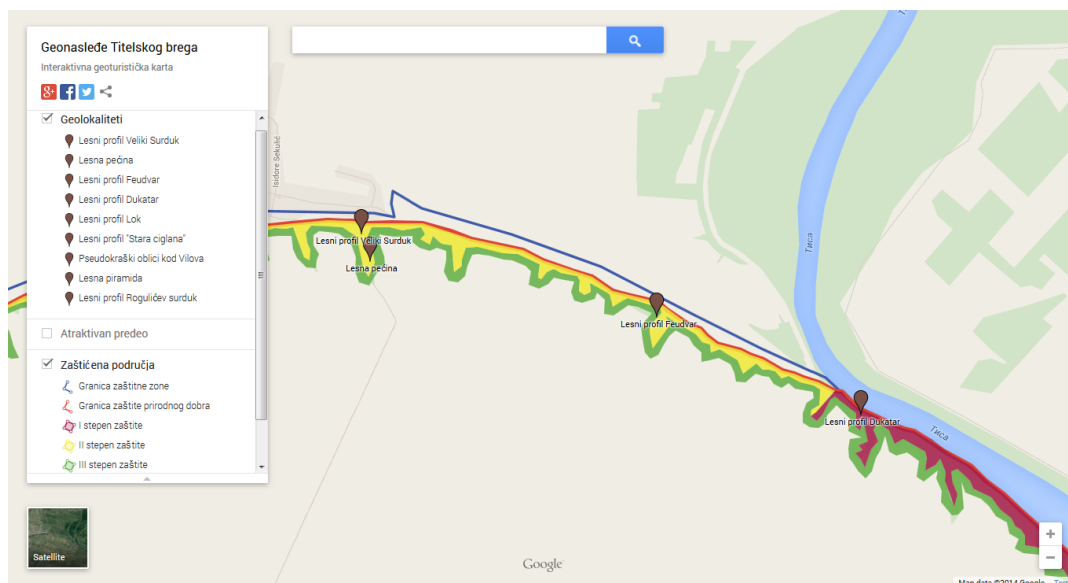 Geonasleđe Titelskog brega
Interaktivna geoturistička karta
Geolokaliteti
Lesni profil Veliki Surduk
Lesna pećina
Lesni profil Feudvar
Lesni profil Dukatar
Lesni profil Lok
Lesni profil "Stara ciglana"
Pseudokraški oblici kod Vilova
Lesna piramida
Lesni profil Rogulićev surduk
Atraktivan predeo
Zaštićena područja
Granica zaštitne zone
Granica zaštite prirodnog dobra
I stepen zaštite
II stepen zaštite
III stepen zaštite
Satellite
Isidore Sekulić
Lesni profil Veliki Surduk
Lesna pećina
Lesni profil Feudvar
Lesni profil Dukatar
Тиса
Тиса
Google
Map data ©2014 Google